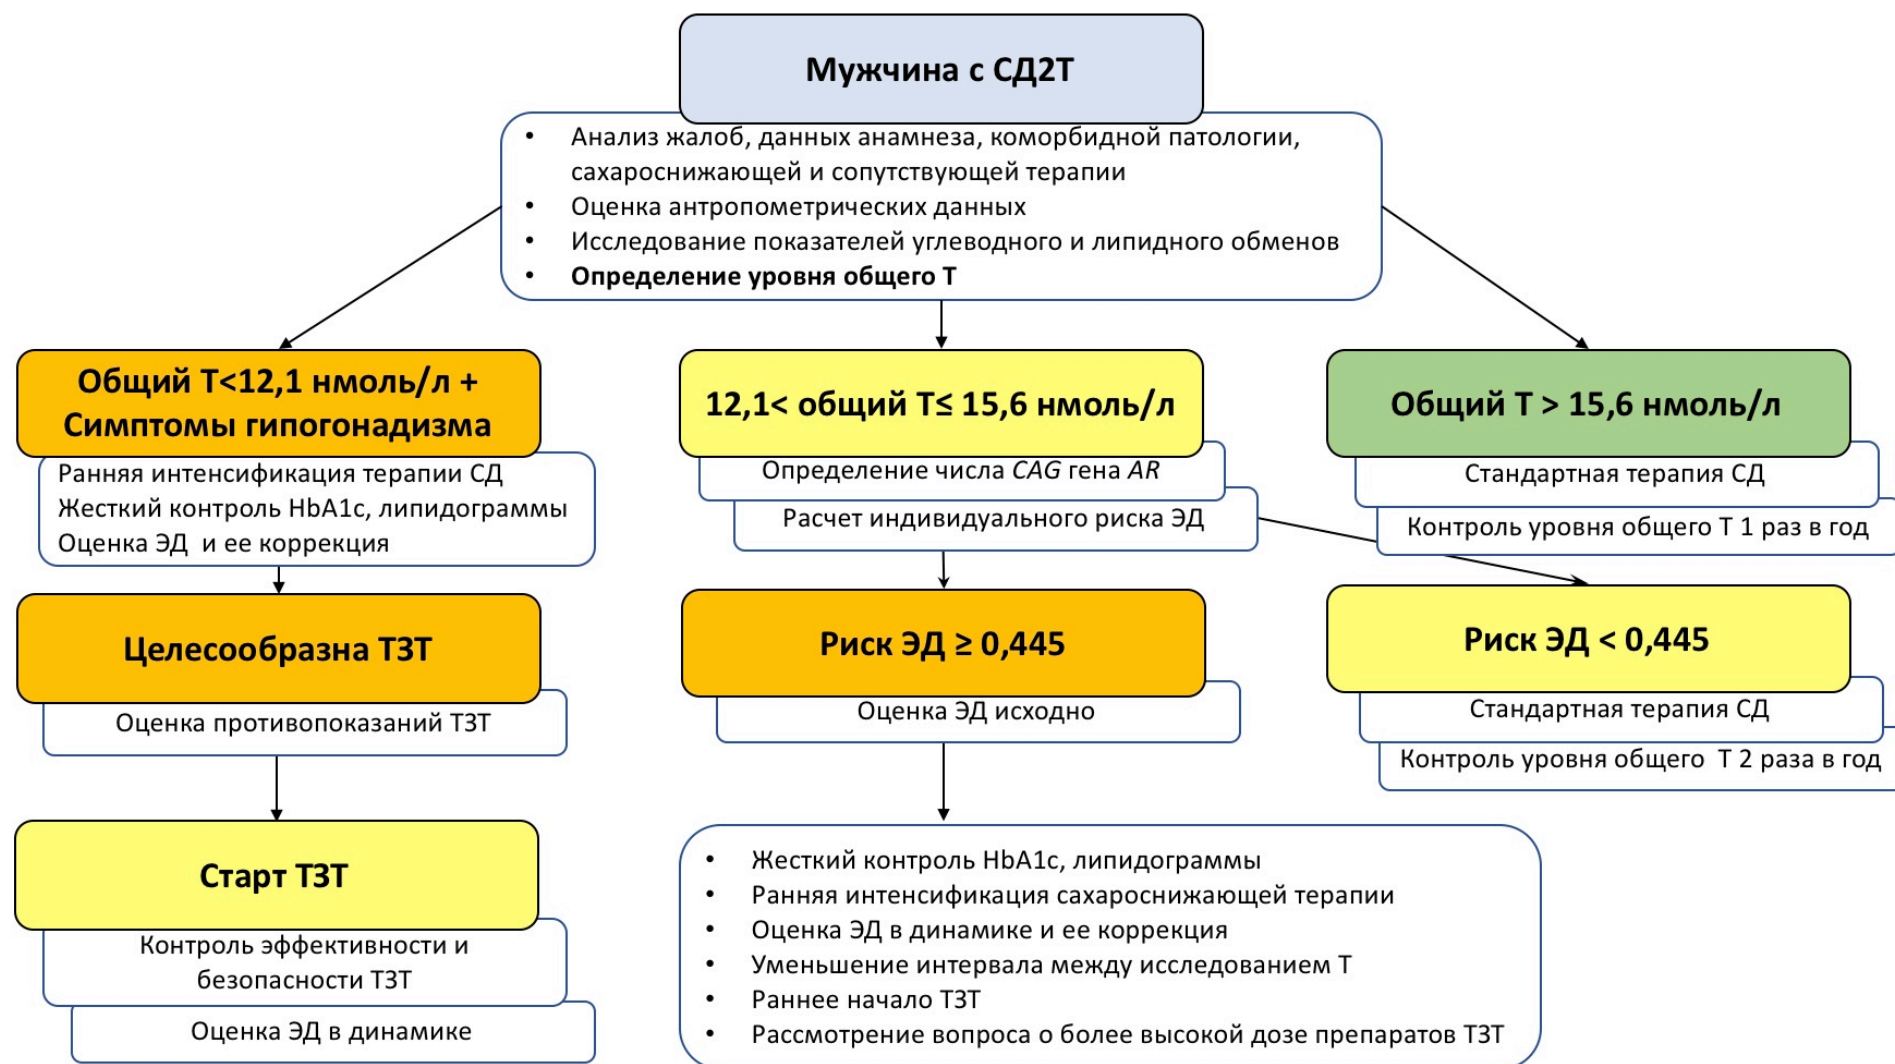 Мужчина с СД2Т
• Анализ жалоб, данных анамнеза, коморбидной патологии,
сахароснижающей и сопутствующей терапии
• Оценка антропометрических данных
• Исследование показателей углеводного и липидного обменов
• Определение уровня общего Т
Общий Т<12,1 нмоль/л +
Симптомы гипогонадизма
Ранняя интенсификация терапии СД
Жесткий контроль HbA1c, липидограммы
Оценка ЭД и ее коррекция
Целесообразна ТЗТ
Оценка противопоказаний ТЗТ
Старт ТЗТ
Контроль эффективности и
безопасности ТЗТ
Оценка ЭД в динамике
12,1< общий Т≤ 15,6 нмоль/л
Определение числа CAG гена AR
Расчет индивидуального риска ЭД
Риск ЭД ≥ 0,445
Оценка ЭД исходно
• Жесткий контроль HbA1c, липидограммы
• Ранняя интенсификация сахароснижающей терапии
• Оценка ЭД в динамике и ее коррекция
• Уменьшение интервала между исследованием Т
• Раннее начало ТЗТ
• Рассмотрение вопроса о более высокой дозе препаратов ТЗТ
Общий Т > 15,6 нмоль/л
Стандартная терапия СД
Контроль уровня общего Т 1 раз в год
Риск ЭД < 0,445
Стандартная терапия СД
Контроль уровня общего Т 2 раза в год